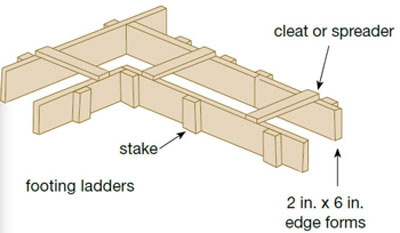 cleat or spreader
stake
footing ladders
2 in. x 6 in.
edge forms